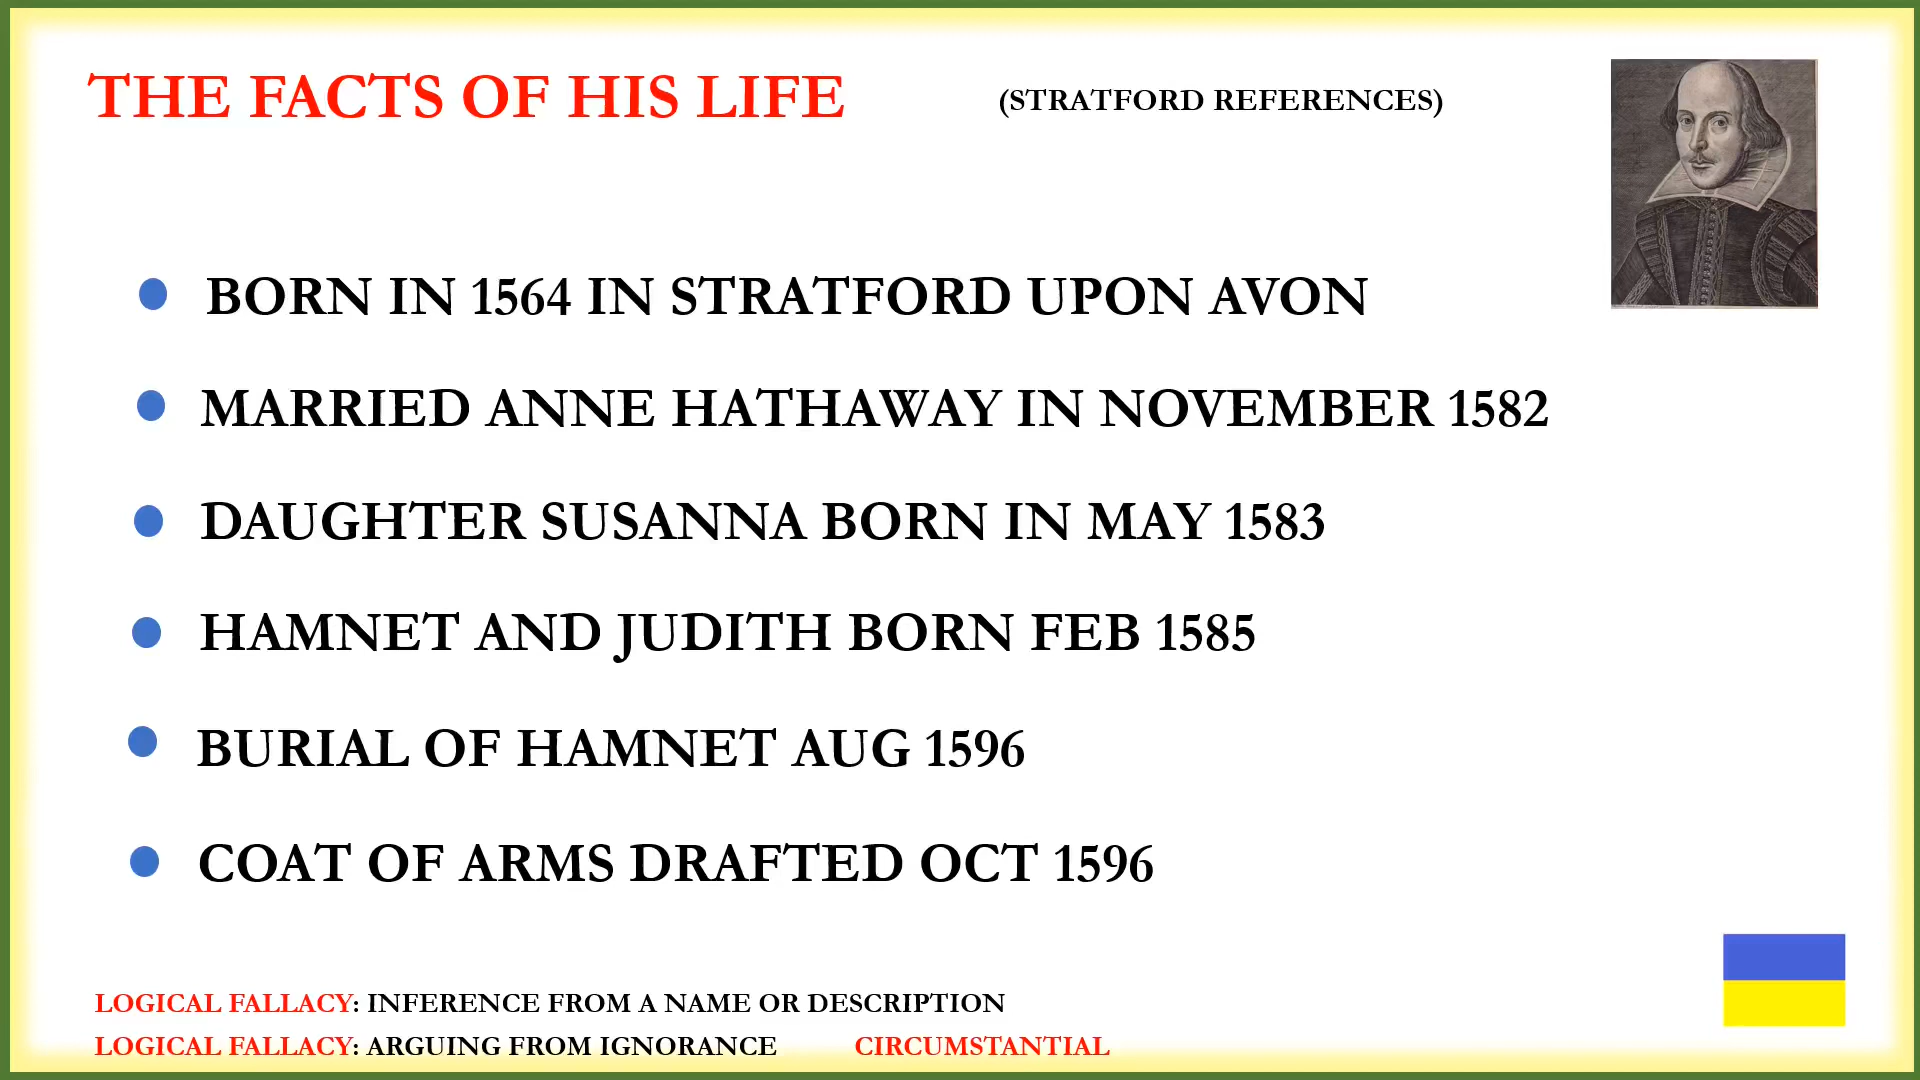 THE FACTS OF HIS LIFE
(STRATFORD REFERENCES)
BORN IN 1564 IN STRATFORD UPON AVON
MARRIED ANNE HATHAWAY IN NOVEMBER 1582
DAUGHTER SUSANNA BORN IN MAY 1583
HAMNET AND JUDITH BORN FEB 1585
BURIAL OF HAMNET AUG 1596
COAT OF ARMS DRAFTED OCT 1596
LOGICAL FALLACY: INFERENCE FROM A NAME OR DESCRIPTION
LOGICAL FALLACY: ARGUING FROM IGNORANCE CIRCUMSTANTIAL